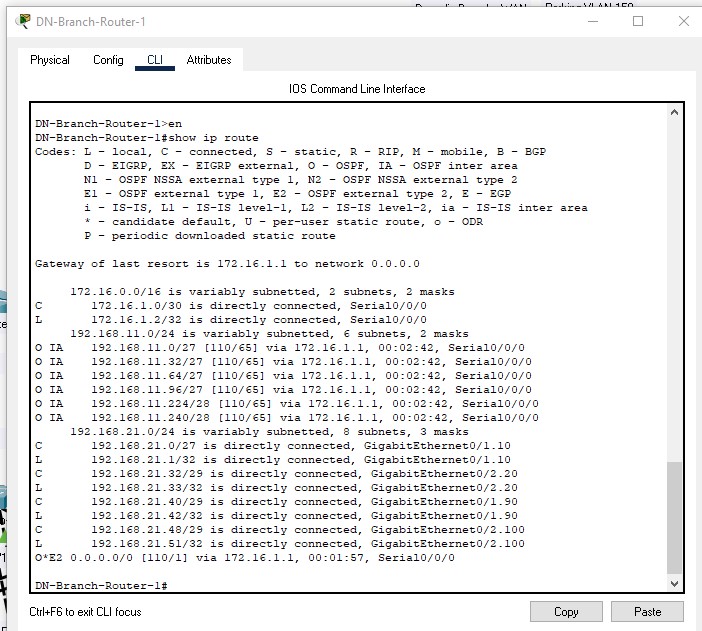 DN-Branch-Router-1
Physical Config CLI Attributes
IOS Command Line Interface
DN-Branch-Router-1>en
DN-Branch-Router-1#show ip route
Codes: L - local, C - connected, S - static, R - RIP, M - mobile, B - BGP
D - EIGRP, EX - EIGRP external, O - OSPF, IA - OSPF inter area
N1 - OSPF NSSA external type 1, N2 - OSPF NSSA external type 2
E1 - OSPF external type 1, E2 - OSPF external type 2, E - EGP
i - IS-IS, L1 - IS-IS level-1, L2 - IS-IS level-2, ia - IS-IS inter area
* - candidate default, U - per-user static route, o - ODR
P - periodic downloaded static route
Gateway of last resort is 172.16.1.1 to network 0.0.0.0
172.16.0.0/16 is variably subnetted, 2 subnets, 2 masks
C 172.16.1.0/30 is directly connected, Serial0/0/0
L 172.16.1.2/32 is directly connected, Serial0/0/0
192.168.11.0/24 is variably subnetted, 6 subnets, 2 masks
O IA 192.168.11.0/27 [110/65] via 172.16.1.1, 00:02:42, Serial0/0/0
O IA 192.168.11.32/27 [110/65] via 172.16.1.1, 00:02:42, Serial0/0/0
O IA 192.168.11.64/27 [110/65] via 172.16.1.1, 00:02:42, Serial0/0/0
O IA 192.168.11.96/27 [110/65] via 172.16.1.1, 00:02:42, Serial0/0/0
O IA 192.168.11.224/28 [110/65] via 172.16.1.1, 00:02:42, Serial0/0/0
O IA 192.168.11.240/28 [110/65] via 172.16.1.1, 00:02:42, Serial0/0/0
192.168.21.0/24 is variably subnetted, 8 subnets, 3 masks
C 192.168.21.0/27 is directly connected, GigabitEthernet0/1.10
L 192.168.21.1/32 is directly connected, GigabitEthernet0/1.10
C 192.168.21.32/29 is directly connected, GigabitEthernet0/2.20
L 192.168.21.33/32 is directly connected, GigabitEthernet0/2.20
C 192.168.21.40/29 is directly connected, GigabitEthernet0/1.90
L 192.168.21.42/32 is directly connected, GigabitEthernet0/1.90
C 192.168.21.48/29 is directly connected, GigabitEthernet0/2.100
L 192.168.21.51/32 is directly connected, GigabitEthernet0/2.100
O*E2 0.0.0.0/0 [110/1] via 172.16.1.1, 00:01:57, Serial0/0/0
DN-Branch-Router-1#
Ctrl+F6 to exit CLI focus
Copy Paste